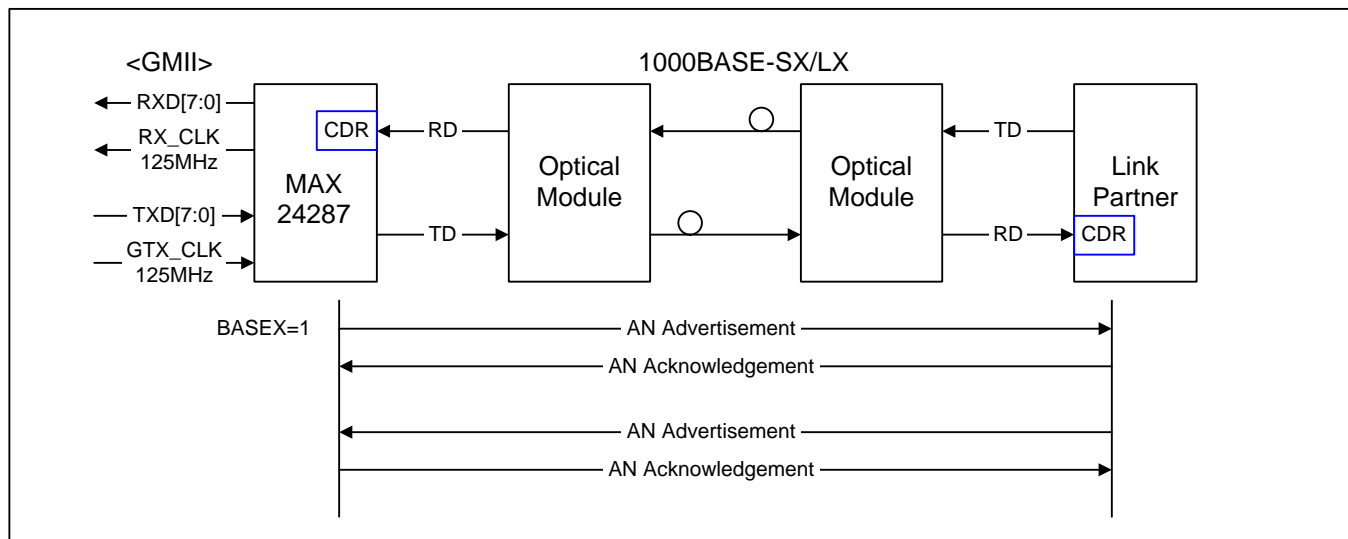 <GMII>
1000BASE-SX/LX
RXD[7:0]
RX_CLK
125MHz
TXD[7:0]
GTX_CLK
125MHz
CDR
MAX
24287
RD
TD
Optical
Module
Optical
Module
TD
RD
Link
Partner
CDR
BASEX=1
AN Advertisement
AN Acknowledgement
AN Advertisement
AN Acknowledgement